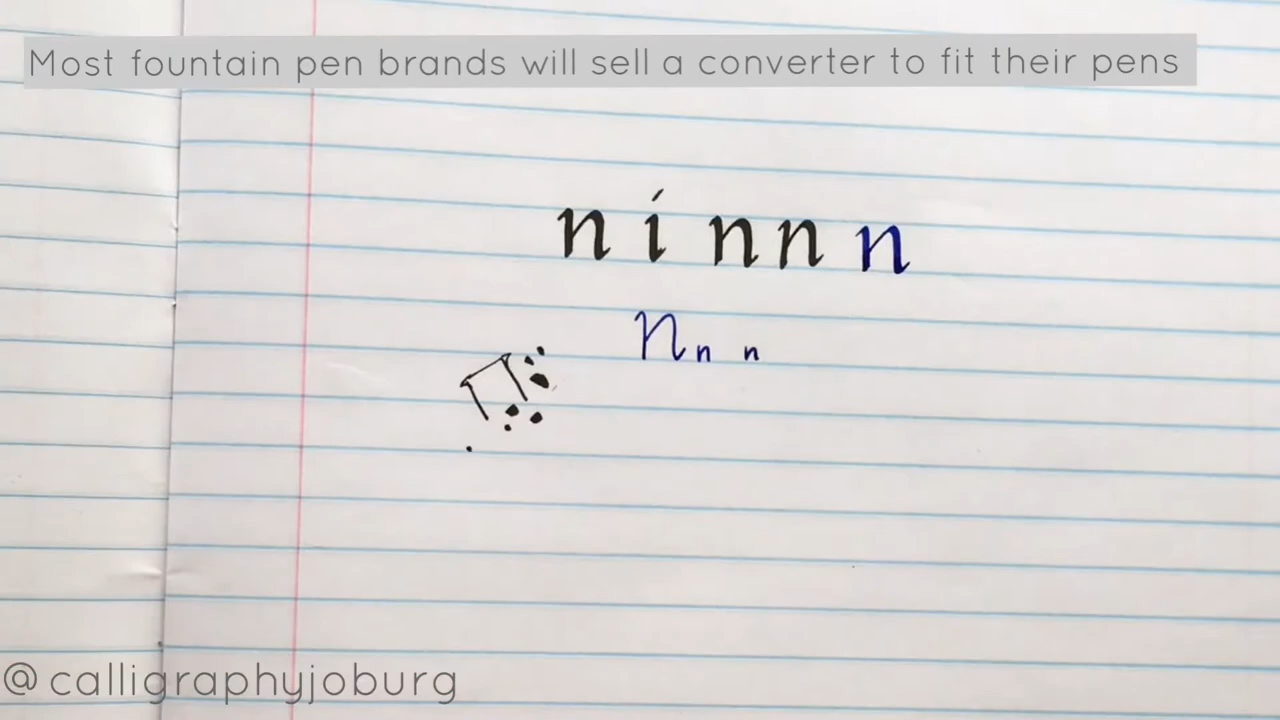 Most fountain pen brands will sell a converter to fit their pens
n i n n n
n n n
@calligraphyjoburg